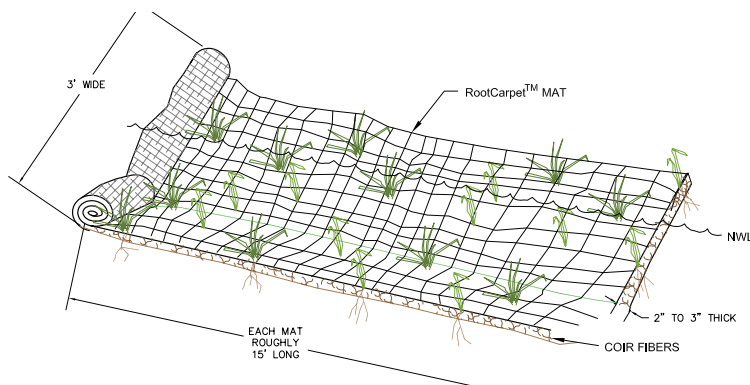 3' WIDE
RootCarpet™ MAT
NWL
2" TO 3" THICK
EACH MAT
ROUGHLY
15' LONG
COIR FIBERS